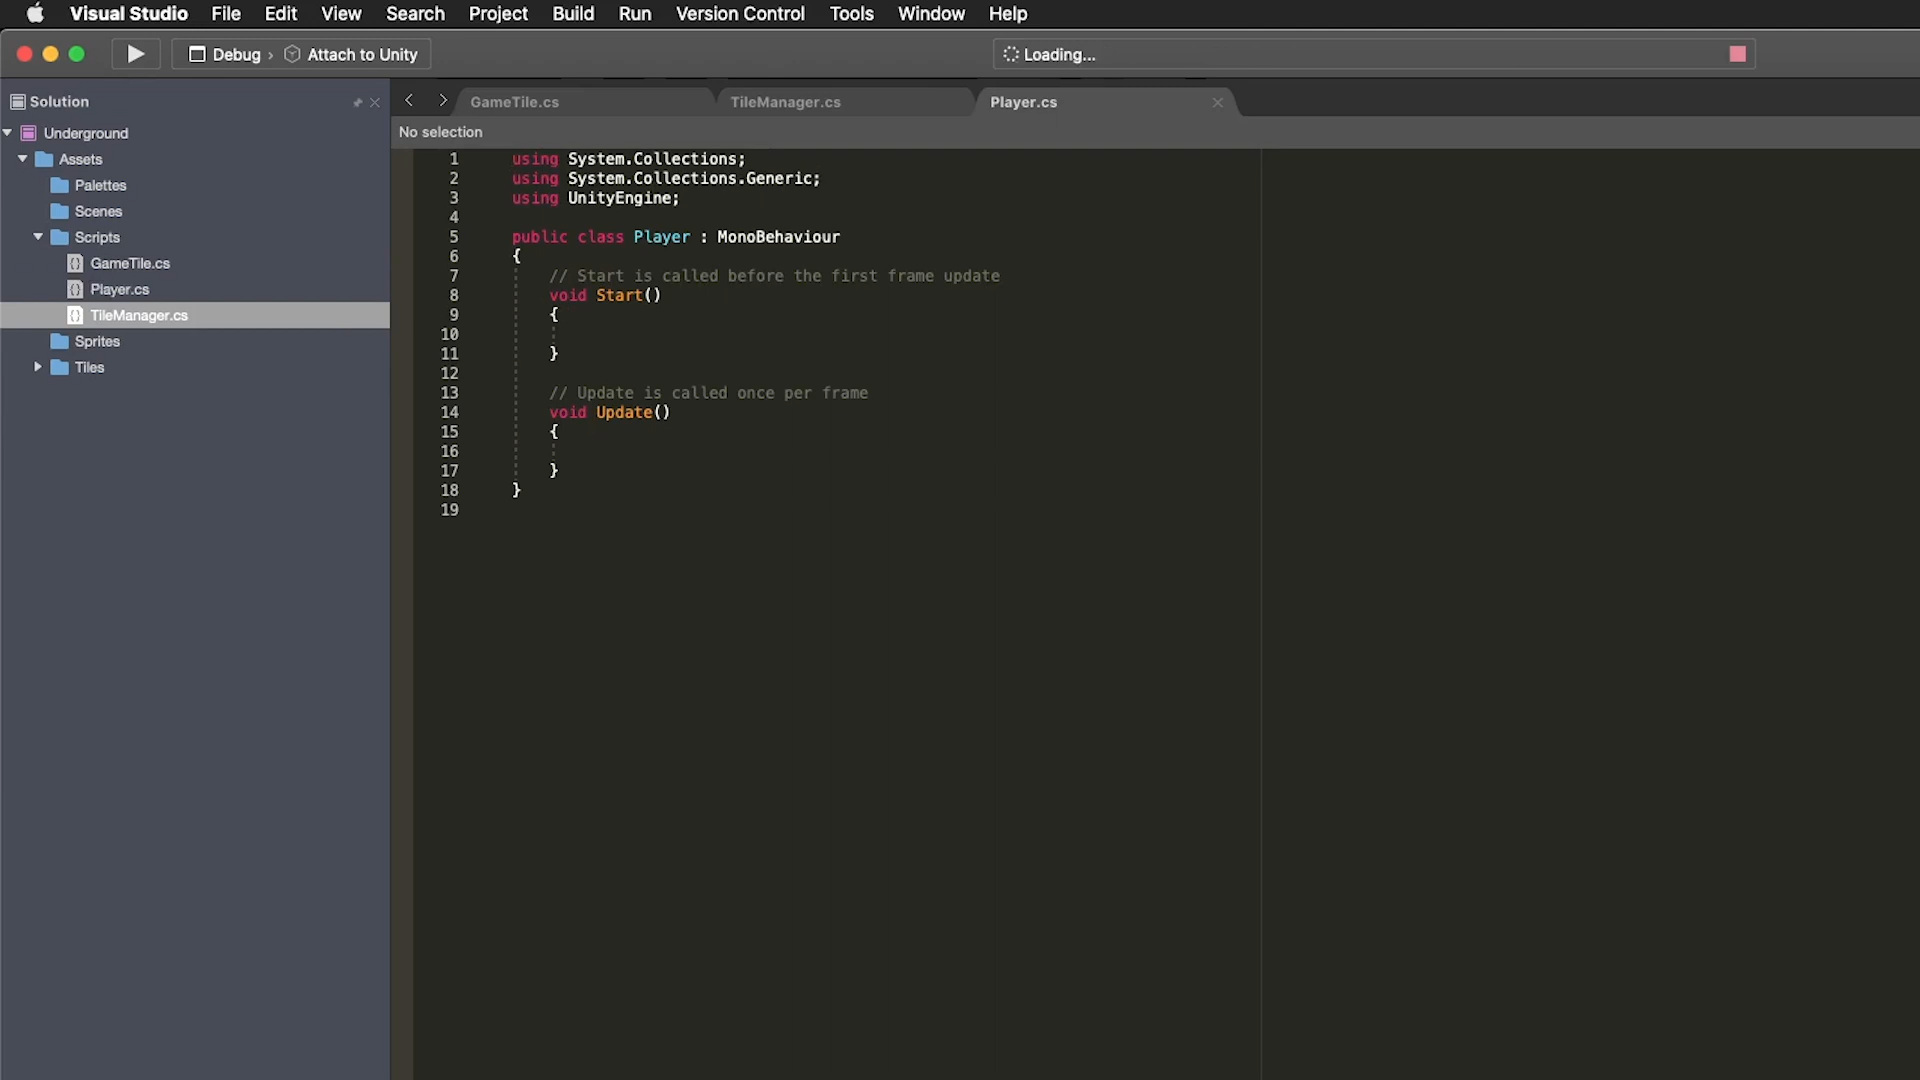 Visual Studio File Edit View Search Project Build Run Version Control Tools Window Help
Debug › Attach to Unity
Loading...
Solution
GameTile.cs
TileManager.cs
Player.cs
No selection
Underground
Assets
Palettes
Scenes
Scripts
GameTile.cs
Player.cs
TileManager.cs
Sprites
Tiles
1 using System.Collections;
2 using System.Collections.Generic;
3 using UnityEngine;
4
5 public class Player : MonoBehaviour
6 {
7 // Start is called before the first frame update
8 void Start()
9 {
10
11 }
12
13 // Update is called once per frame
14 void Update()
15 {
16
17 }
18 }
19